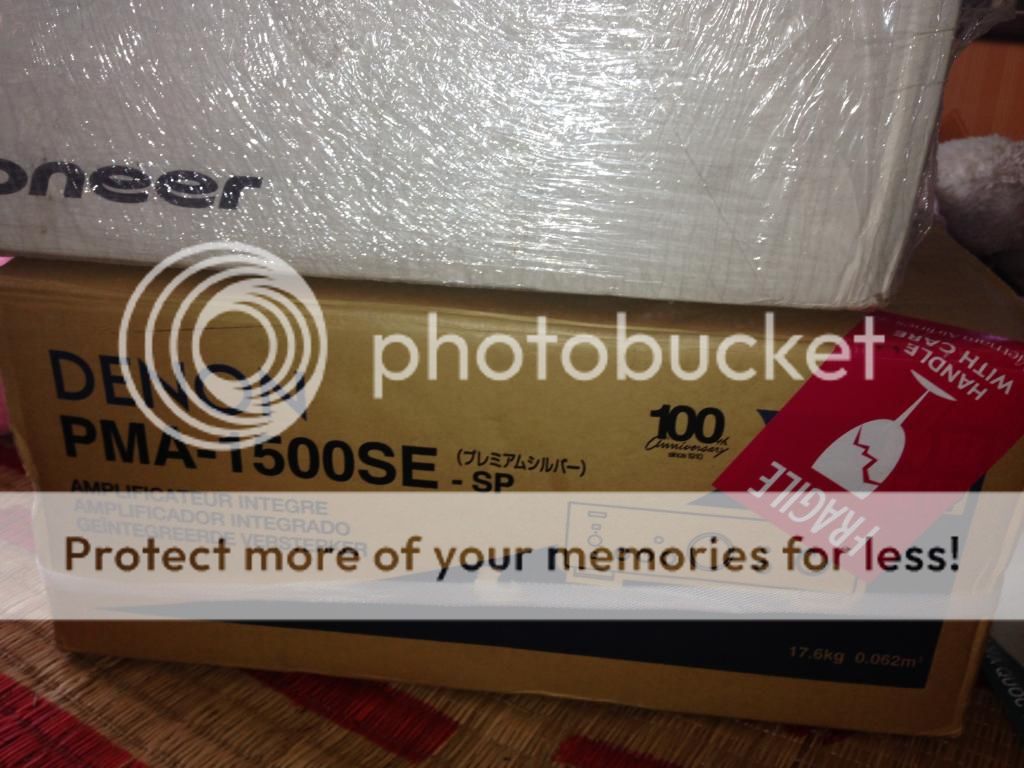 oneer
photobucket
DENON
PMA-1500SE
(プレミアムシルバー)
- SP
100th
Anniversary
since 1910
HANDLE
WITH CARE
FRAGILE
AMPLIFICATEUR INTEGRE
AMPLIFICADOR INTEGRADO
GEÏNTEGREERDE VERSTERKER
Protect more of your memories for less!
17.6kg 0.062m³